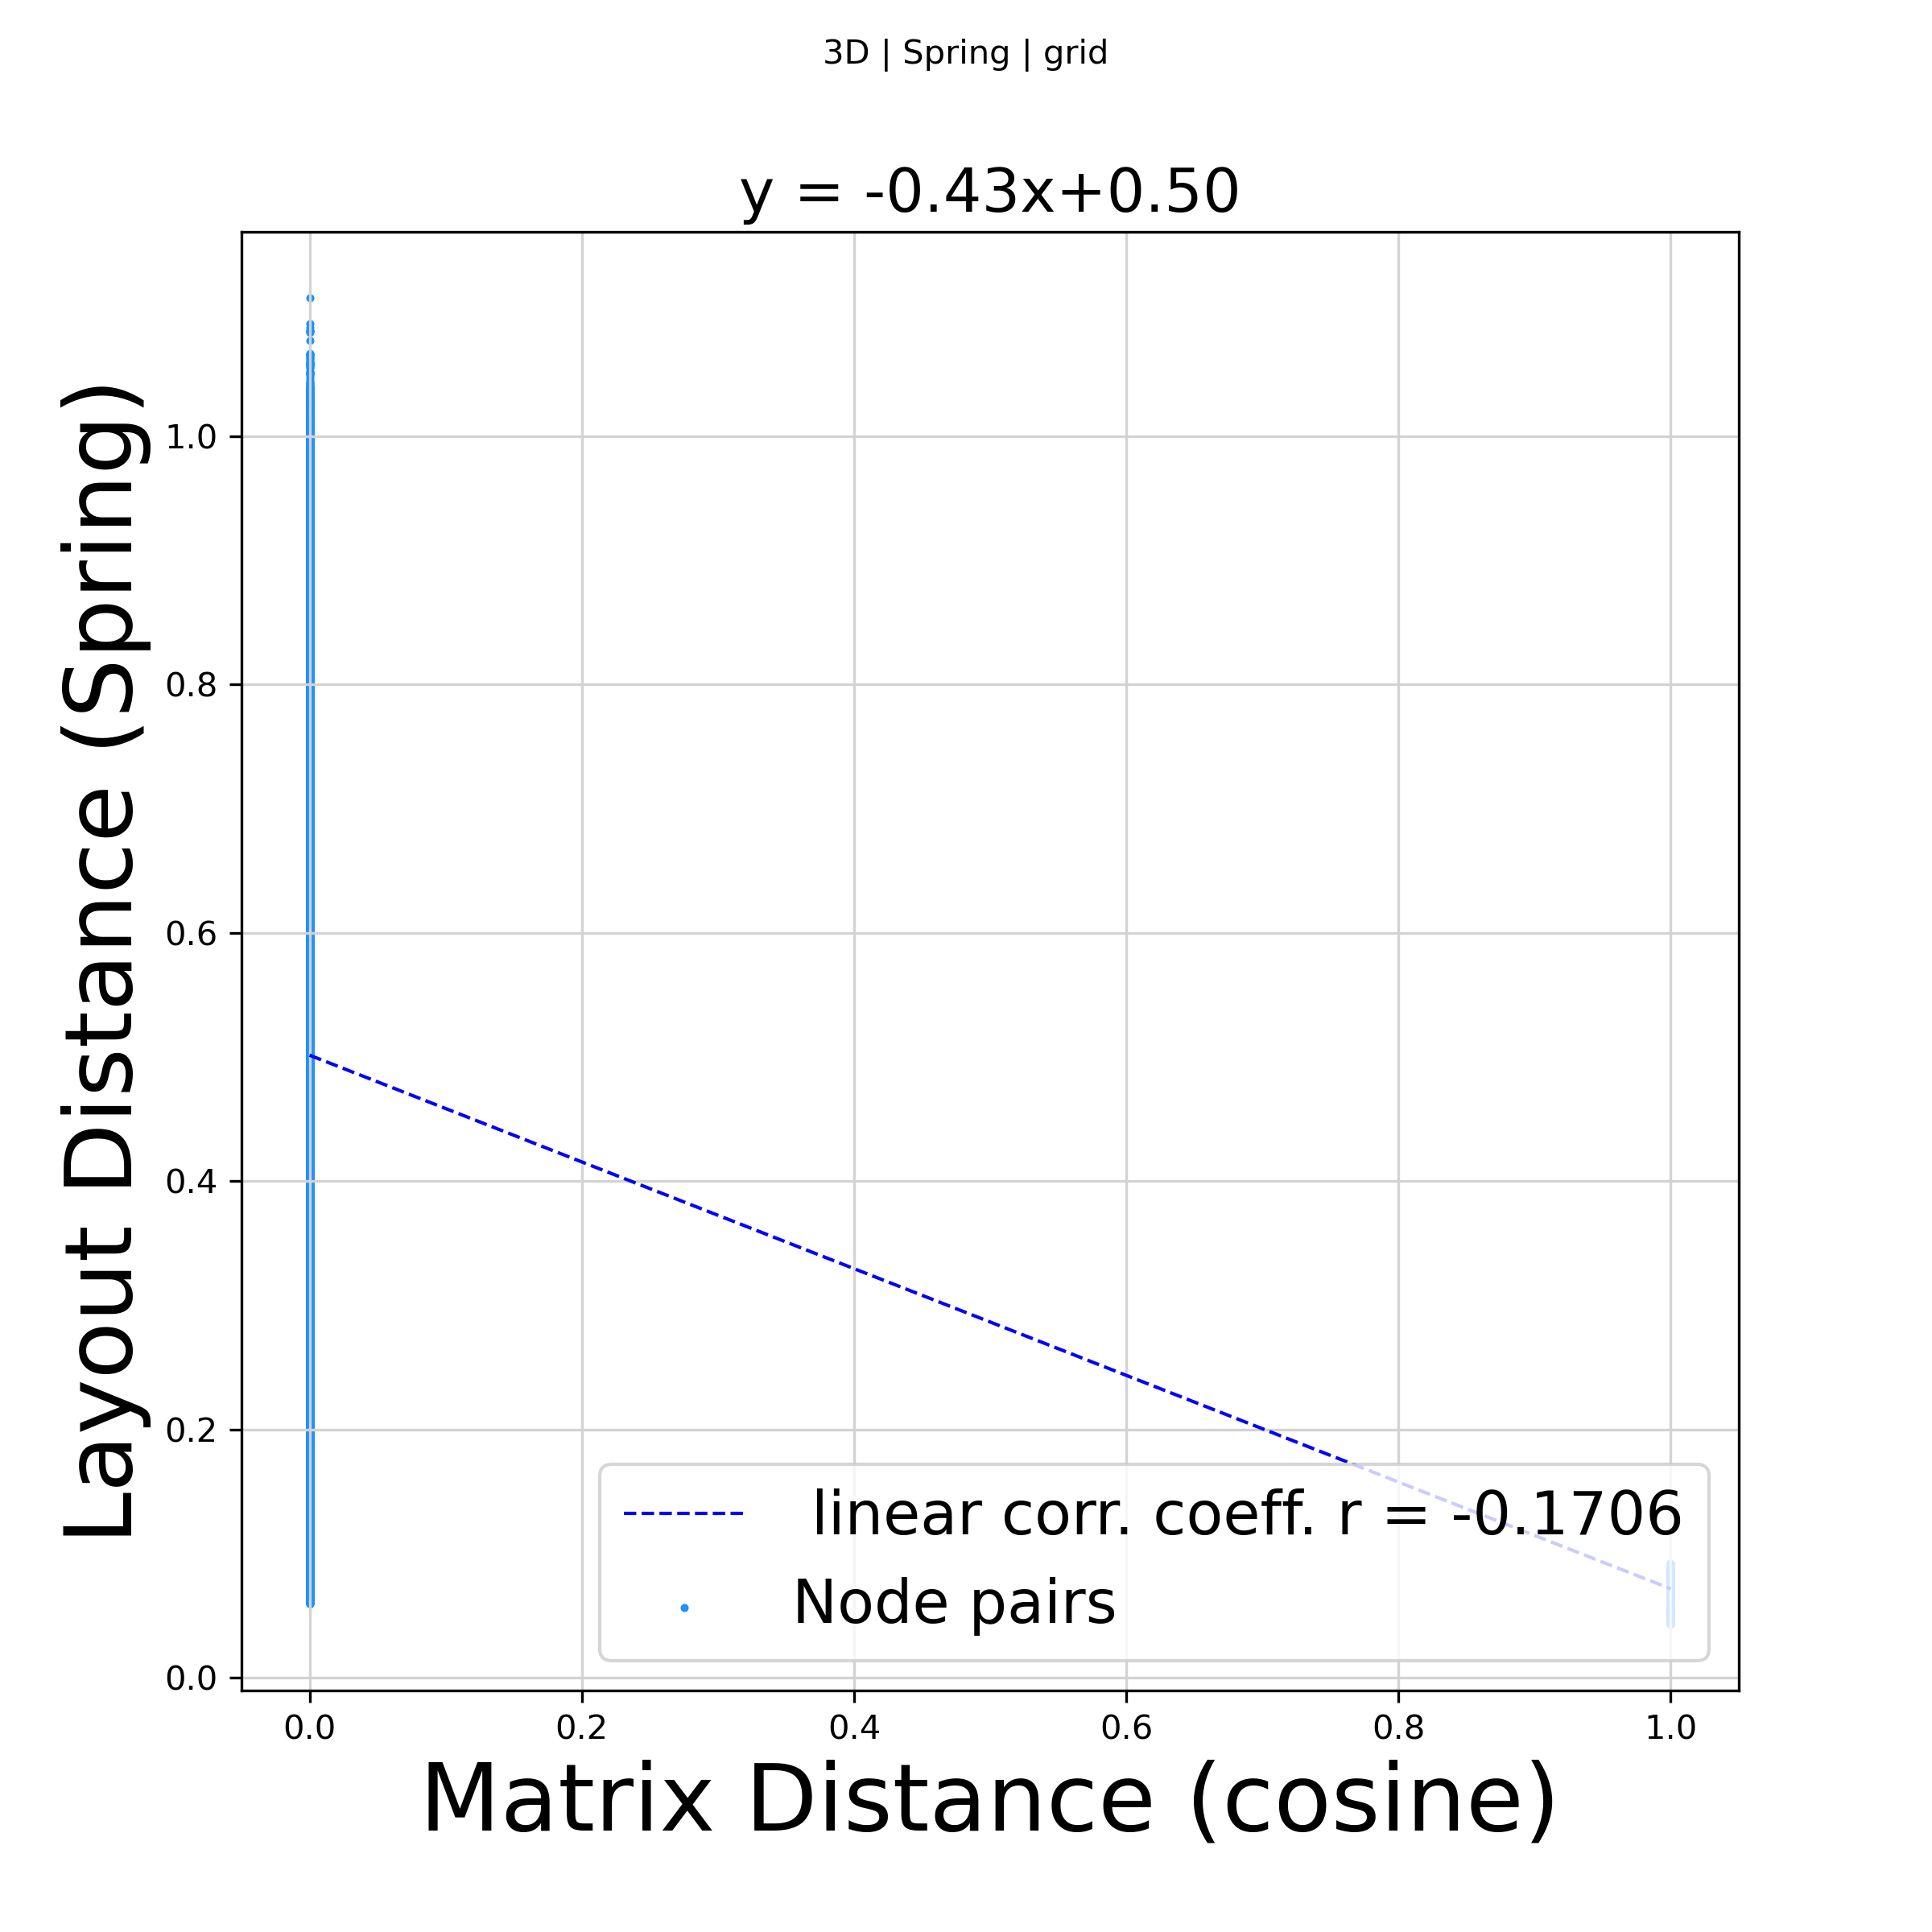 3D | Spring | grid
y = -0.43x+0.50
Layout Distance (Spring)
1.0
0.8
0.6
0.4
0.2
0.0
linear corr. coeff. r = -0.1706
Node pairs
0.0 0.2 0.4 0.6 0.8 1.0
Matrix Distance (cosine)